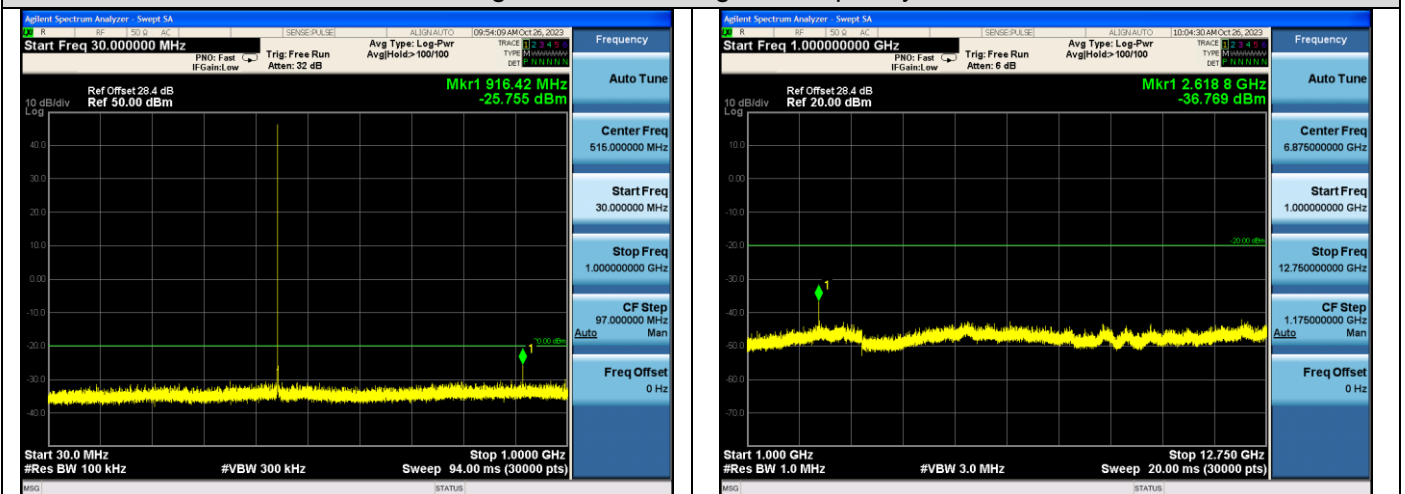 Agilent Spectrum Analyzer - Swept SA
R RF 50 Ω AC SENSE:PULSE ALIGNAUTO 09:54:09 AM Oct 26, 2023
Start Freq 30.000000 MHz
PNO: Fast
IFGain:Low
Trig: Free Run
Atten: 32 dB
Avg Type: Log-Pwr
Avg|Hold:>100/100
TRACE 1 2 3 4 5 6
TYPE M
DET P N N N N N
Mkr1 916.42 MHz
-25.755 dBm
Ref Offset 28.4 dB
10 dB/div Ref 50.00 dBm
Log
40.0
30.0
20.0
10.0
0.00
-10.0
-20.0
-30.0
-40.0
1
Start 30.0 MHz Stop 1.0000 GHz
#Res BW 100 kHz #VBW 300 kHz Sweep 94.00 ms (30000 pts)
MSG STATUS
Frequency
Auto Tune
Center Freq
515.000000 MHz
Start Freq
30.000000 MHz
Stop Freq
1.000000000 GHz
CF Step
97.000000 MHz
Auto Man
Freq Offset
0 Hz
Agilent Spectrum Analyzer - Swept SA
R RF 50 Ω AC SENSE:PULSE ALIGNAUTO 10:04:30 AM Oct 26, 2023
Start Freq 1.000000000 GHz
PNO: Fast
IFGain:Low
Trig: Free Run
Atten: 6 dB
Avg Type: Log-Pwr
Avg|Hold:>100/100
TRACE 1 2 3 4 5 6
TYPE M
DET P N N N N N
Mkr1 2.618 8 GHz
-36.769 dBm
Ref Offset 28.4 dB
10 dB/div Ref 20.00 dBm
Log
10.0
0.00
-10.0
-20.0
-20.00 dBm
-30.0
-40.0
-50.0
-60.0
-70.0
1
Start 1.000 GHz Stop 12.750 GHz
#Res BW 1.0 MHz #VBW 3.0 MHz Sweep 20.00 ms (30000 pts)
MSG STATUS
Frequency
Auto Tune
Center Freq
6.875000000 GHz
Start Freq
1.000000000 GHz
Stop Freq
12.750000000 GHz
CF Step
1.175000000 GHz
Auto Man
Freq Offset
0 Hz